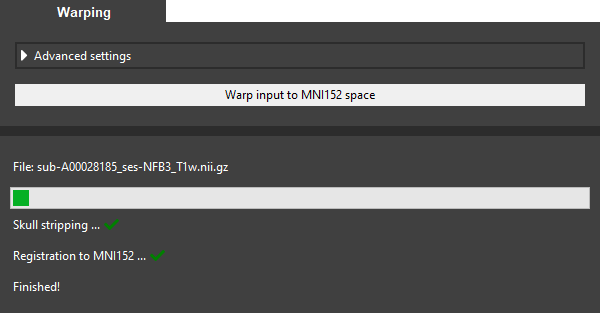 Warping
Advanced settings
Warp input to MNI152 space
File: sub-A00028185_ses-NFB3_T1w.nii.gz
Skull stripping ...
Registration to MNI152 ...
Finished!